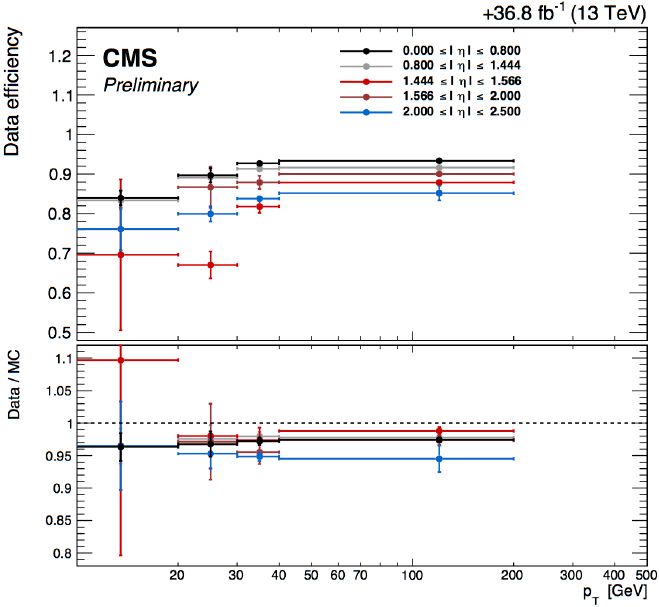 +36.8 fb⁻¹ (13 TeV)
CMS
Preliminary
0.000 ≤ | η | ≤ 0.800
0.800 ≤ | η | ≤ 1.444
1.444 ≤ | η | ≤ 1.566
1.566 ≤ | η | ≤ 2.000
2.000 ≤ | η | ≤ 2.500
Data efficiency
1.2
1.1
1
0.9
0.8
0.7
0.6
0.5
Data / MC
1.1
1.05
1
0.95
0.9
0.85
0.8
20 30 40 50 60 70 100 200 300 400 500
p_T [GeV]